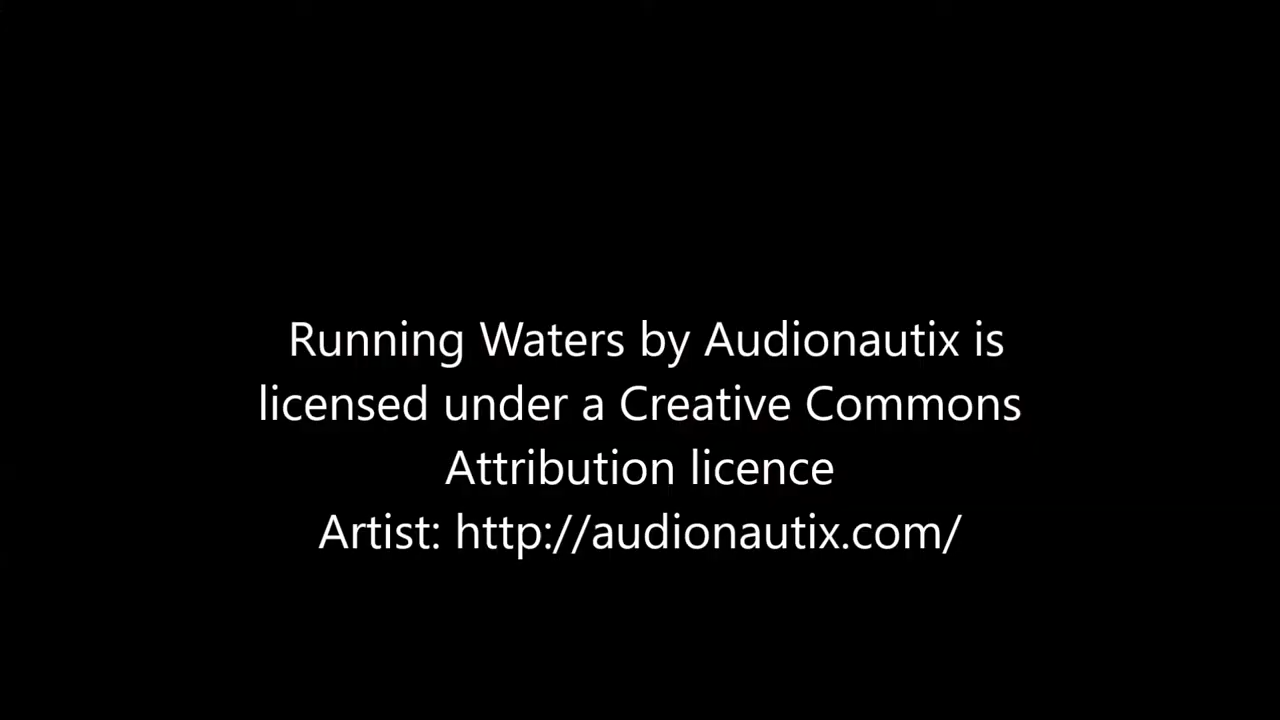 Running Waters by Audionautix is
licensed under a Creative Commons
Attribution licence
Artist: http://audionautix.com/